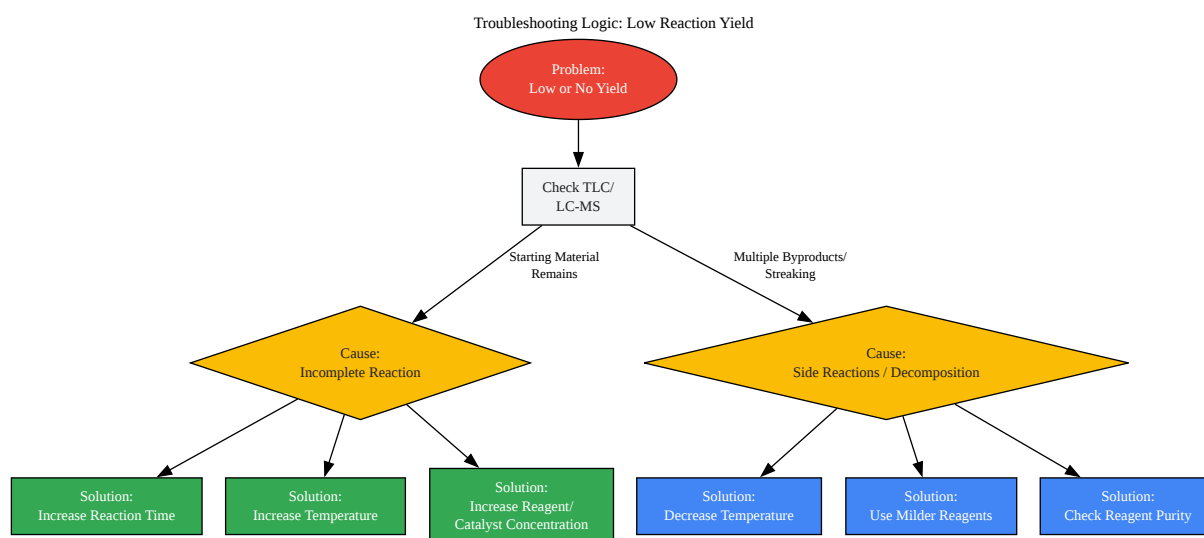 Troubleshooting Logic: Low Reaction Yield
Problem:
Low or No Yield
Check TLC/
LC-MS
Starting Material
Remains
Multiple Byproducts/
Streaking
Cause:
Incomplete Reaction
Cause:
Side Reactions / Decomposition
Solution:
Increase Reaction Time
Solution:
Increase Temperature
Solution:
Increase Reagent/
Catalyst Concentration
Solution:
Decrease Temperature
Solution:
Use Milder Reagents
Solution:
Check Reagent Purity